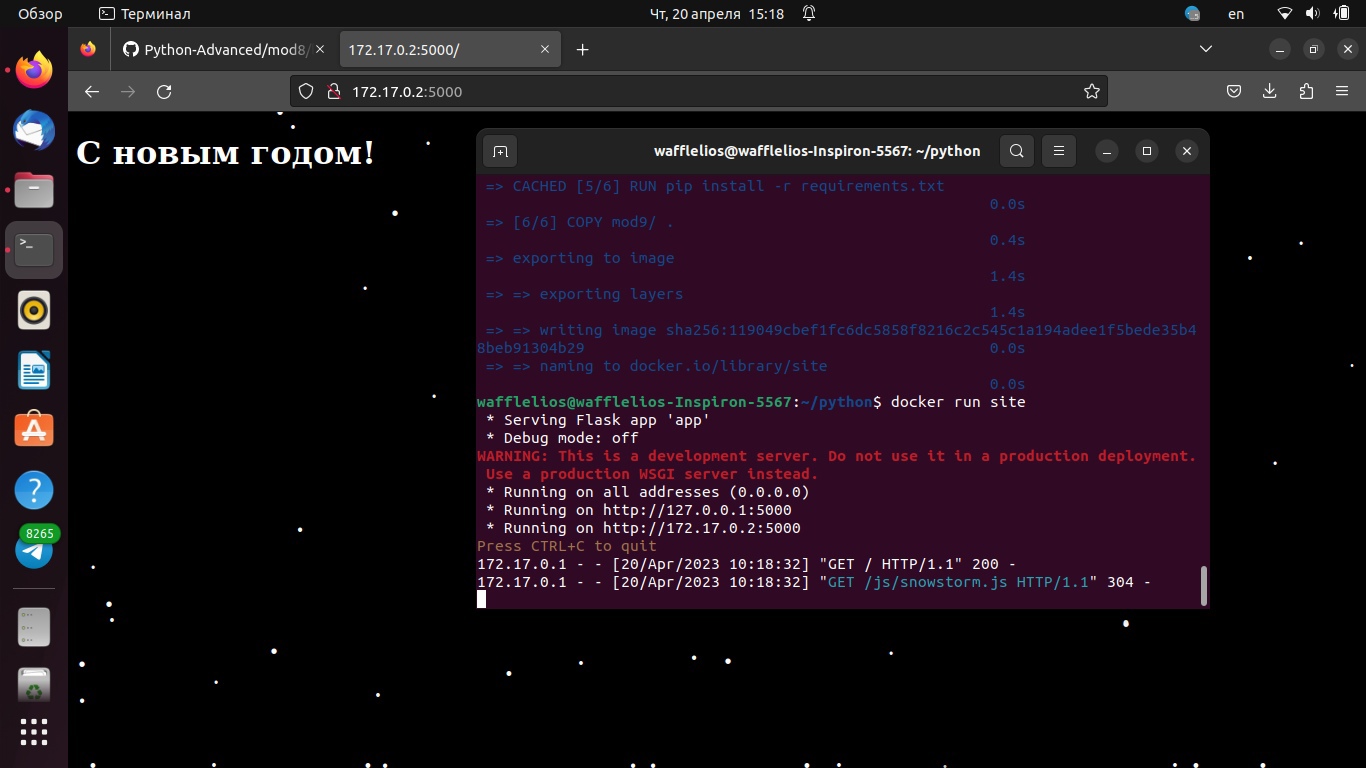 Обзор
Терминал
Чт, 20 апреля 15:18
en
Python-Advanced/mod8/
172.17.0.2:5000/
172.17.0.2:5000
С новым годом!
wafflelios@wafflelios-Inspiron-5567: ~/python
=> CACHED [5/6] RUN pip install -r requirements.txt
0.0s
=> [6/6] COPY mod9/ .
0.4s
=> exporting to image
1.4s
=> => exporting layers
1.4s
=> => writing image sha256:119049cbef1fc6dc5858f8216c2c545c1a194adee1f5bede35b4
8beb91304b29 0.0s
=> => naming to docker.io/library/site
0.0s
wafflelios@wafflelios-Inspiron-5567:~/python$ docker run site
* Serving Flask app 'app'
* Debug mode: off
WARNING: This is a development server. Do not use it in a production deployment.
Use a production WSGI server instead.
* Running on all addresses (0.0.0.0)
* Running on http://127.0.0.1:5000
* Running on http://172.17.0.2:5000
Press CTRL+C to quit
172.17.0.1 - - [20/Apr/2023 10:18:32] "GET / HTTP/1.1" 200 -
172.17.0.1 - - [20/Apr/2023 10:18:32] "GET /js/snowstorm.js HTTP/1.1" 304 -
8265